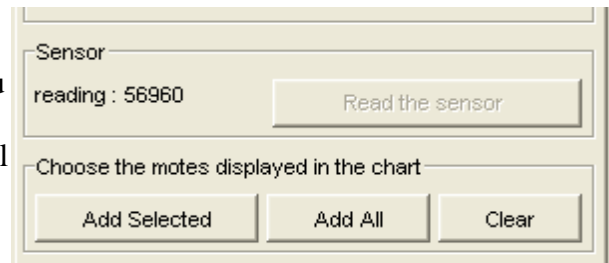 Sensor
reading : 56960
Read the sensor
Choose the motes displayed in the chart
Add Selected
Add All
Clear